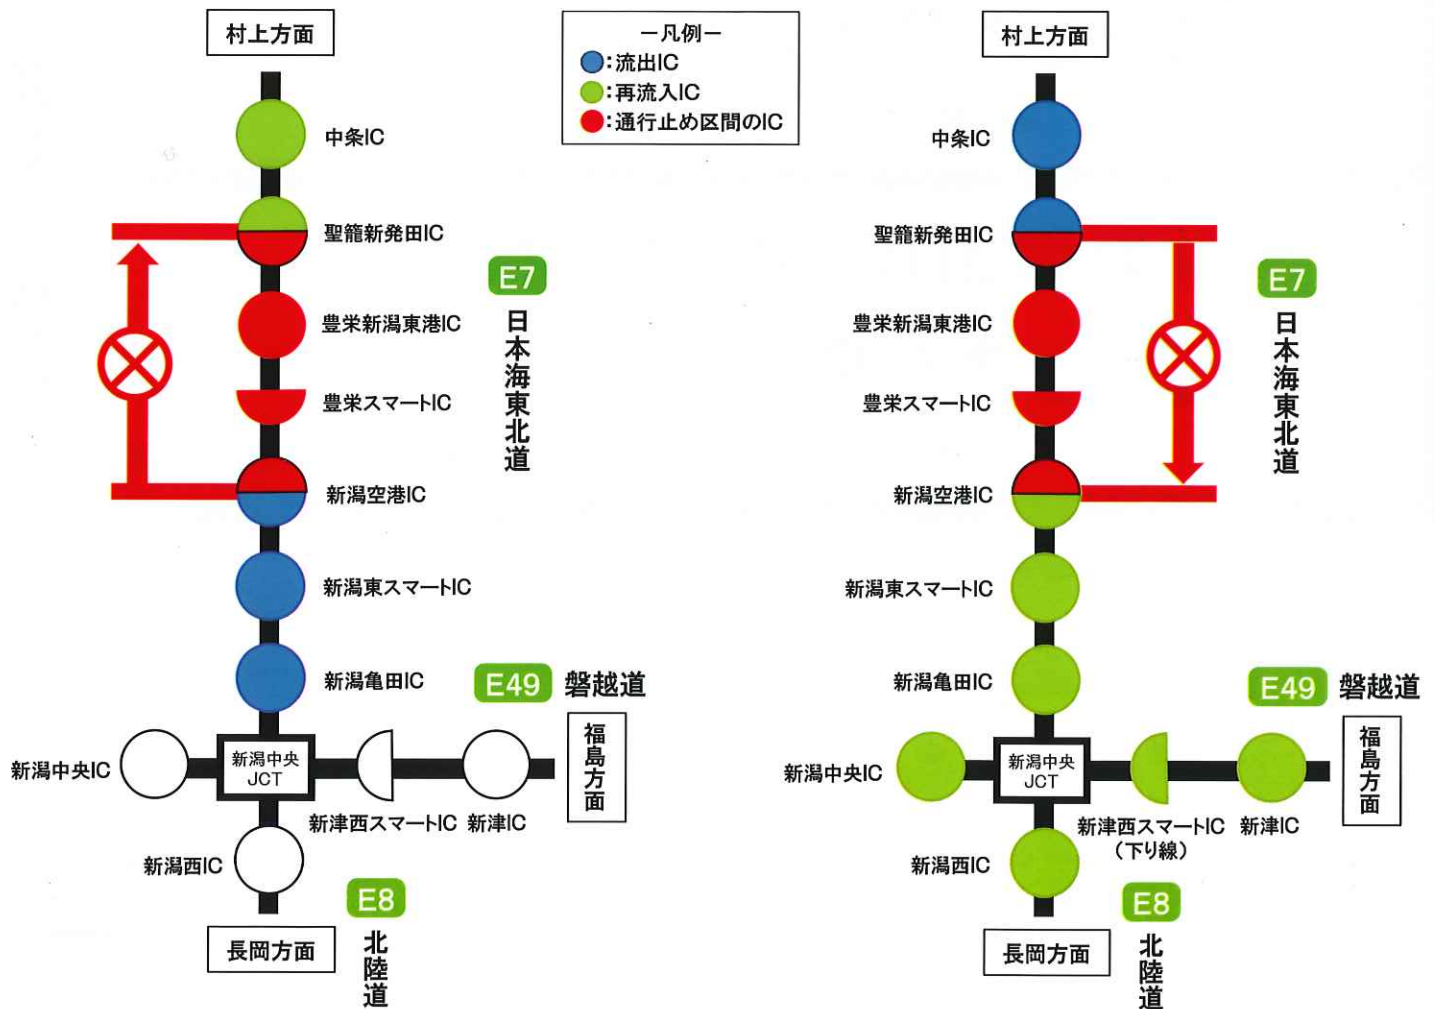 村上方面
中条IC
聖籠新発田IC
E7
日本海東北道
豊栄新潟東港IC
豊栄スマートIC
新潟空港IC
新潟東スマートIC
新潟亀田IC
E49 磐越道
新潟中央IC
新潟中央
JCT
福島方面
新津西スマートIC
新津IC
新潟西IC
E8
北陸道
長岡方面
－凡例－
：流出IC
：再流入IC
：通行止め区間のIC
村上方面
中条IC
聖籠新発田IC
E7
日本海東北道
豊栄新潟東港IC
豊栄スマートIC
新潟空港IC
新潟東スマートIC
新潟亀田IC
E49 磐越道
新潟中央IC
新潟中央
JCT
福島方面
新津西スマートIC
（下り線）
新津IC
新潟西IC
E8
北陸道
長岡方面